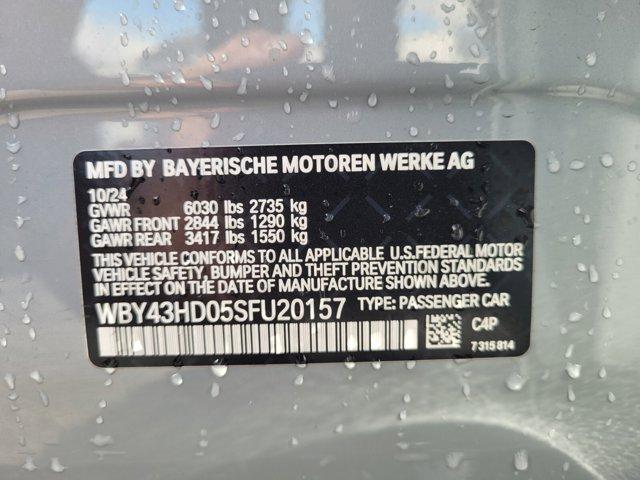 MFD BY BAYERISCHE MOTOREN WERKE AG
10/24
GVWR 6030 lbs 2735 kg
GAWR FRONT 2844 lbs 1290 kg
GAWR REAR 3417 lbs 1550 kg
THIS VEHICLE CONFORMS TO ALL APPLICABLE U.S.FEDERAL MOTOR
VEHICLE SAFETY, BUMPER AND THEFT PREVENTION STANDARDS
IN EFFECT ON THE DATE OF MANUFACTURE SHOWN ABOVE.
WBY43HD05SFU20157 TYPE: PASSENGER CAR
C4P
7 315 814